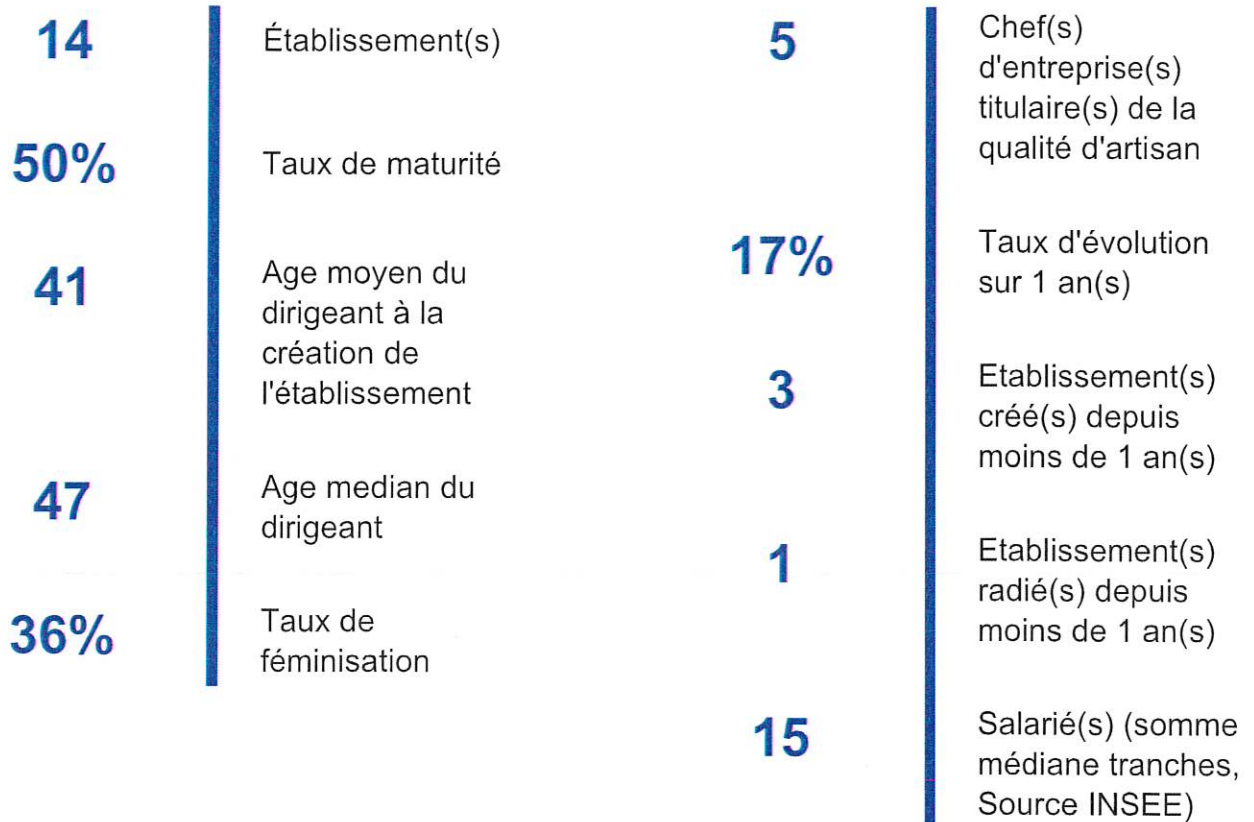 14
Établissement(s)
50%
Taux de maturité
41
Age moyen du
dirigeant à la
création de
l'établissement
47
Age median du
dirigeant
36%
Taux de
féminisation
5
Chef(s)
d'entreprise(s)
titulaire(s) de la
qualité d'artisan
17%
Taux d'évolution
sur 1 an(s)
3
Etablissement(s)
créé(s) depuis
moins de 1 an(s)
1
Etablissement(s)
radié(s) depuis
moins de 1 an(s)
15
Salarié(s) (somme
médiane tranches,
Source INSEE)